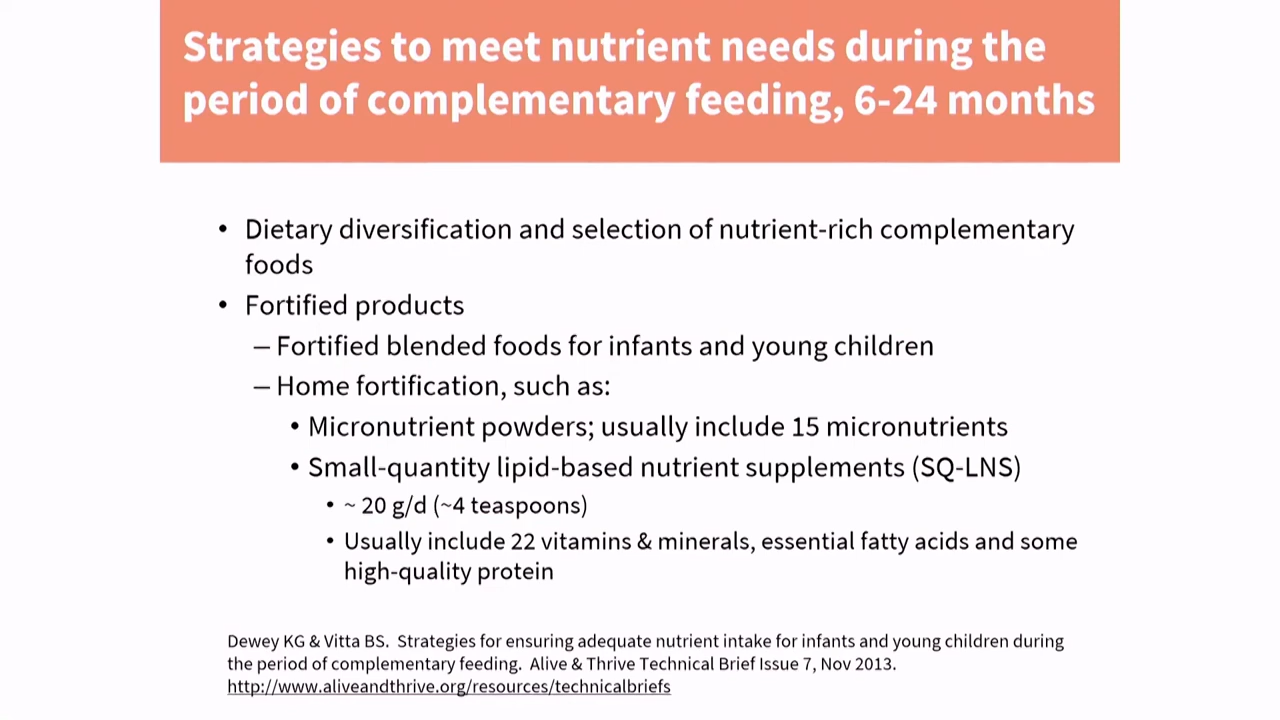 Strategies to meet nutrient needs during the
period of complementary feeding, 6-24 months
• Dietary diversification and selection of nutrient-rich complementary
foods
• Fortified products
– Fortified blended foods for infants and young children
– Home fortification, such as:
• Micronutrient powders; usually include 15 micronutrients
• Small-quantity lipid-based nutrient supplements (SQ-LNS)
• ~ 20 g/d (~4 teaspoons)
• Usually include 22 vitamins & minerals, essential fatty acids and some
high-quality protein
Dewey KG & Vitta BS. Strategies for ensuring adequate nutrient intake for infants and young children during
the period of complementary feeding. Alive & Thrive Technical Brief Issue 7, Nov 2013.
http://www.aliveandthrive.org/resources/technicalbriefs